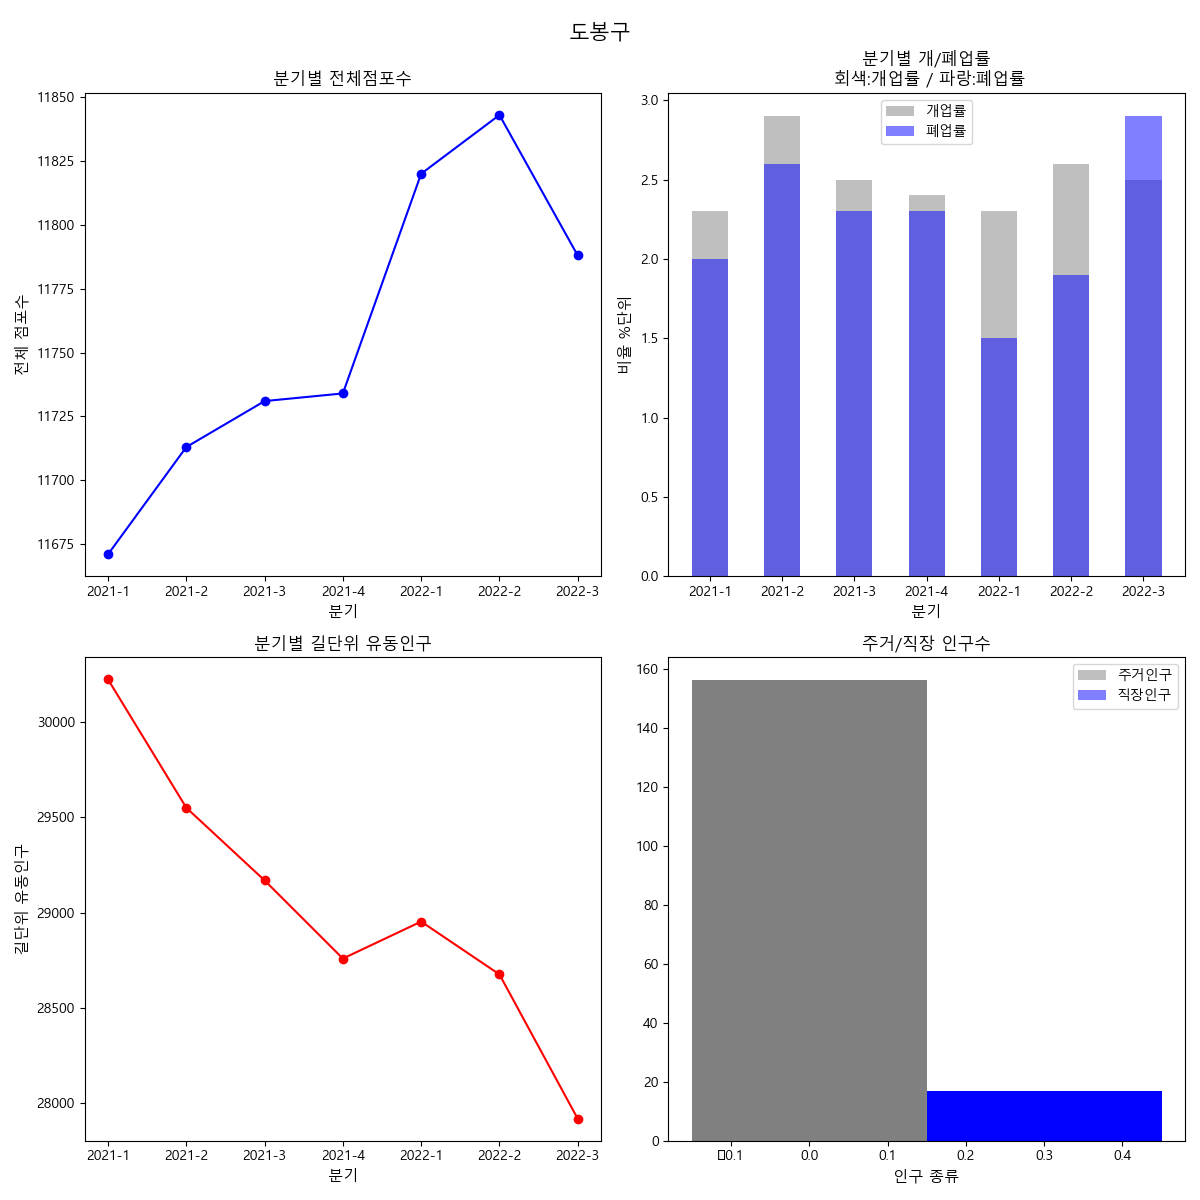 도봉구
분기별 전체점포수
11850
11825
11800
11775
11750
11725
11700
11675
전체 점포수
2021-1 2021-2 2021-3 2021-4 2022-1 2022-2 2022-3
분기
분기별 개/폐업률
회색:개업률 / 파랑:폐업률
개업률
폐업률
3.0
2.5
2.0
1.5
1.0
0.5
0.0
비율 %단위
2021-1 2021-2 2021-3 2021-4 2022-1 2022-2 2022-3
분기
분기별 길단위 유동인구
30000
29500
29000
28500
28000
길단위 유동인구
2021-1 2021-2 2021-3 2021-4 2022-1 2022-2 2022-3
분기
주거/직장 인구수
주거인구
직장인구
160
140
120
100
80
60
40
20
0
▯0.1 0.0 0.1 0.2 0.3 0.4
인구 종류